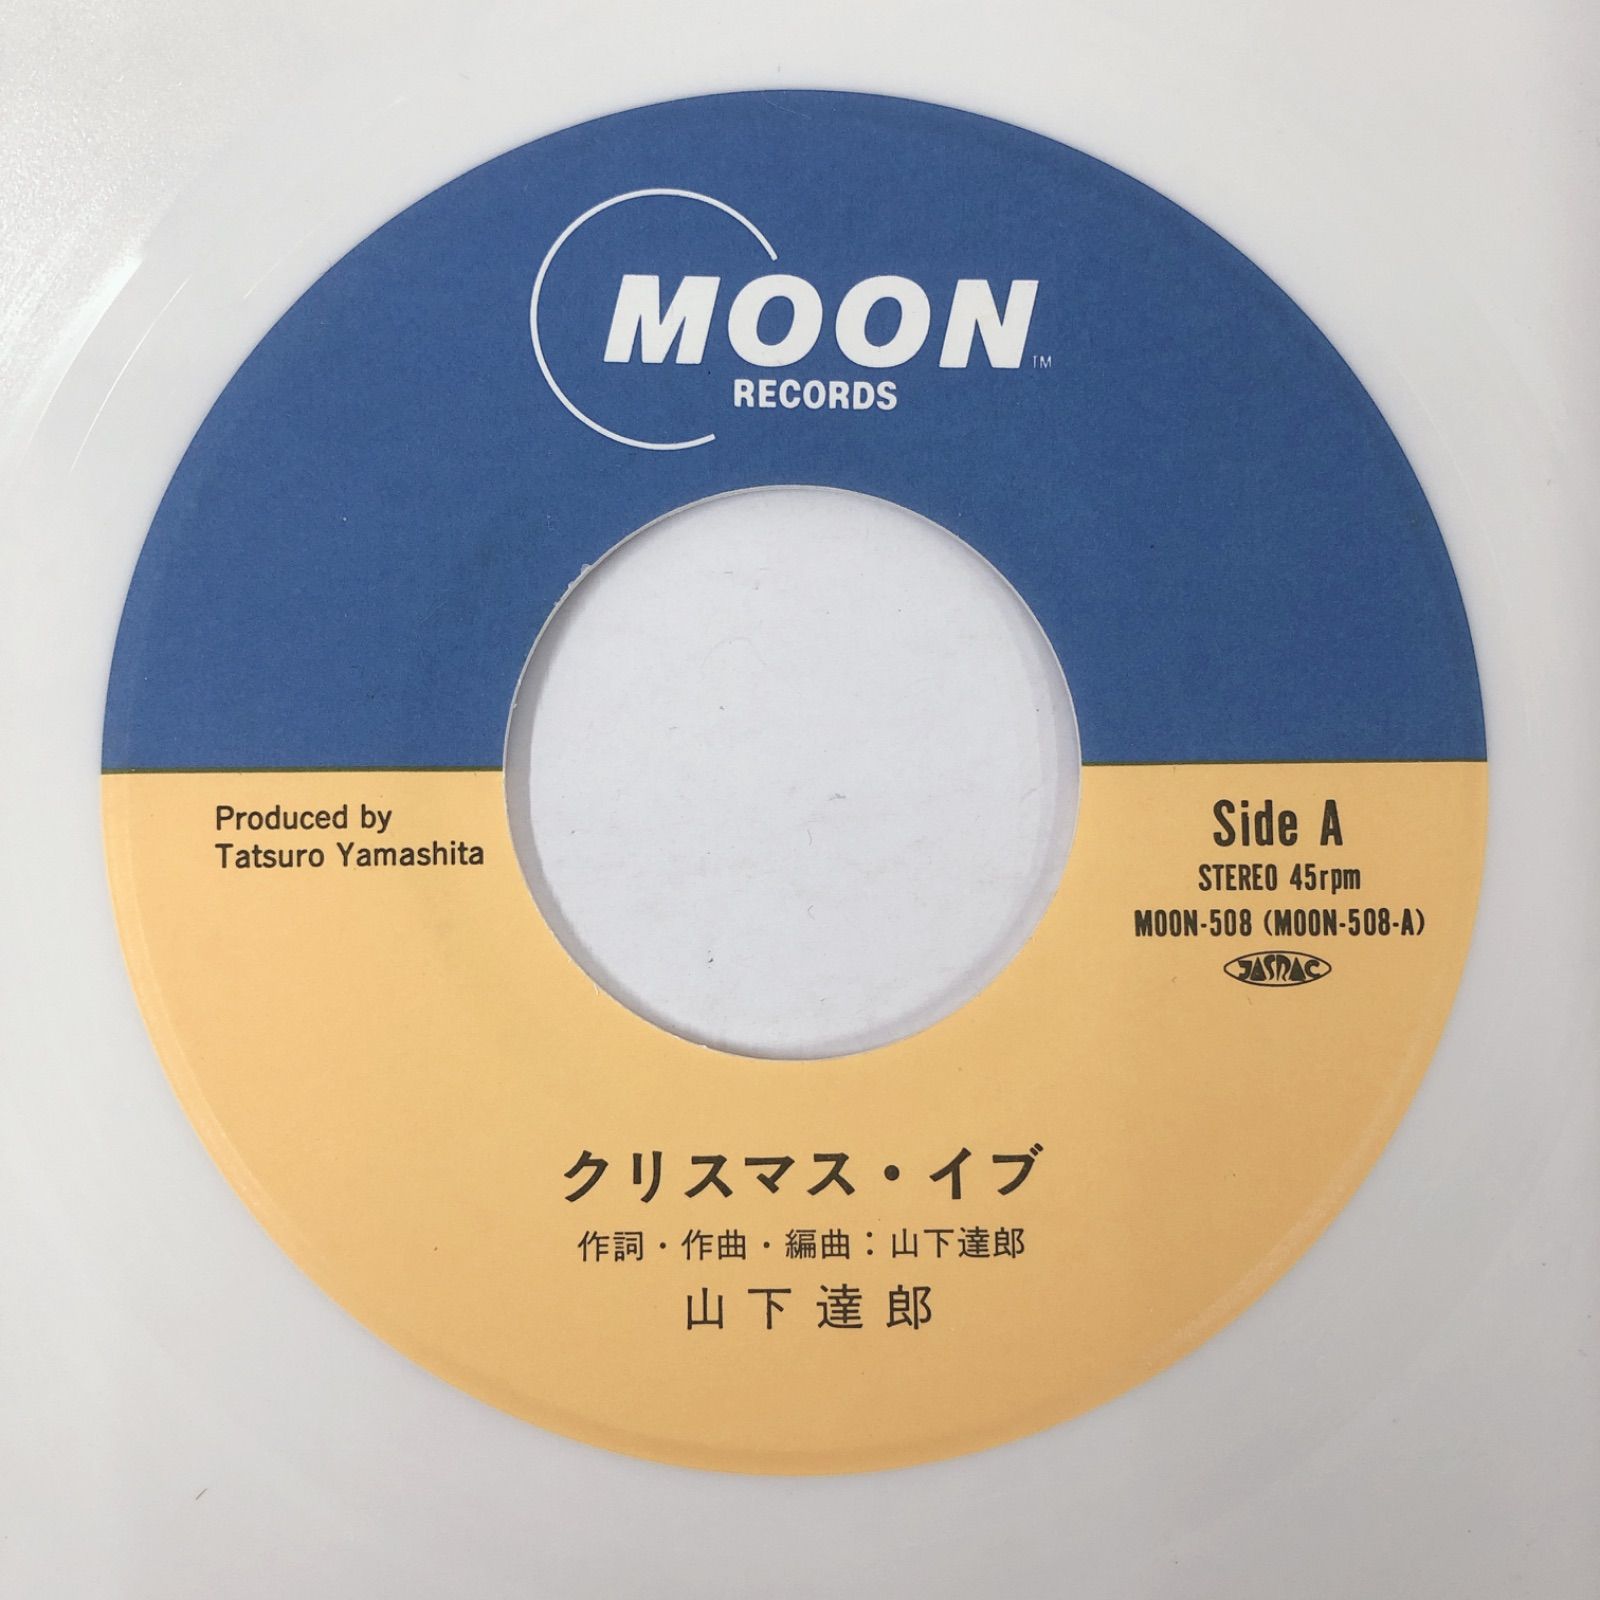 MOON TM
RECORDS
Produced by
Tatsuro Yamashita
Side A
STEREO 45rpm
MOON-508 (MOON-508-A)
JASRAC
クリスマス・イブ
作詞・作曲・編曲：山下達郎
山下達郎